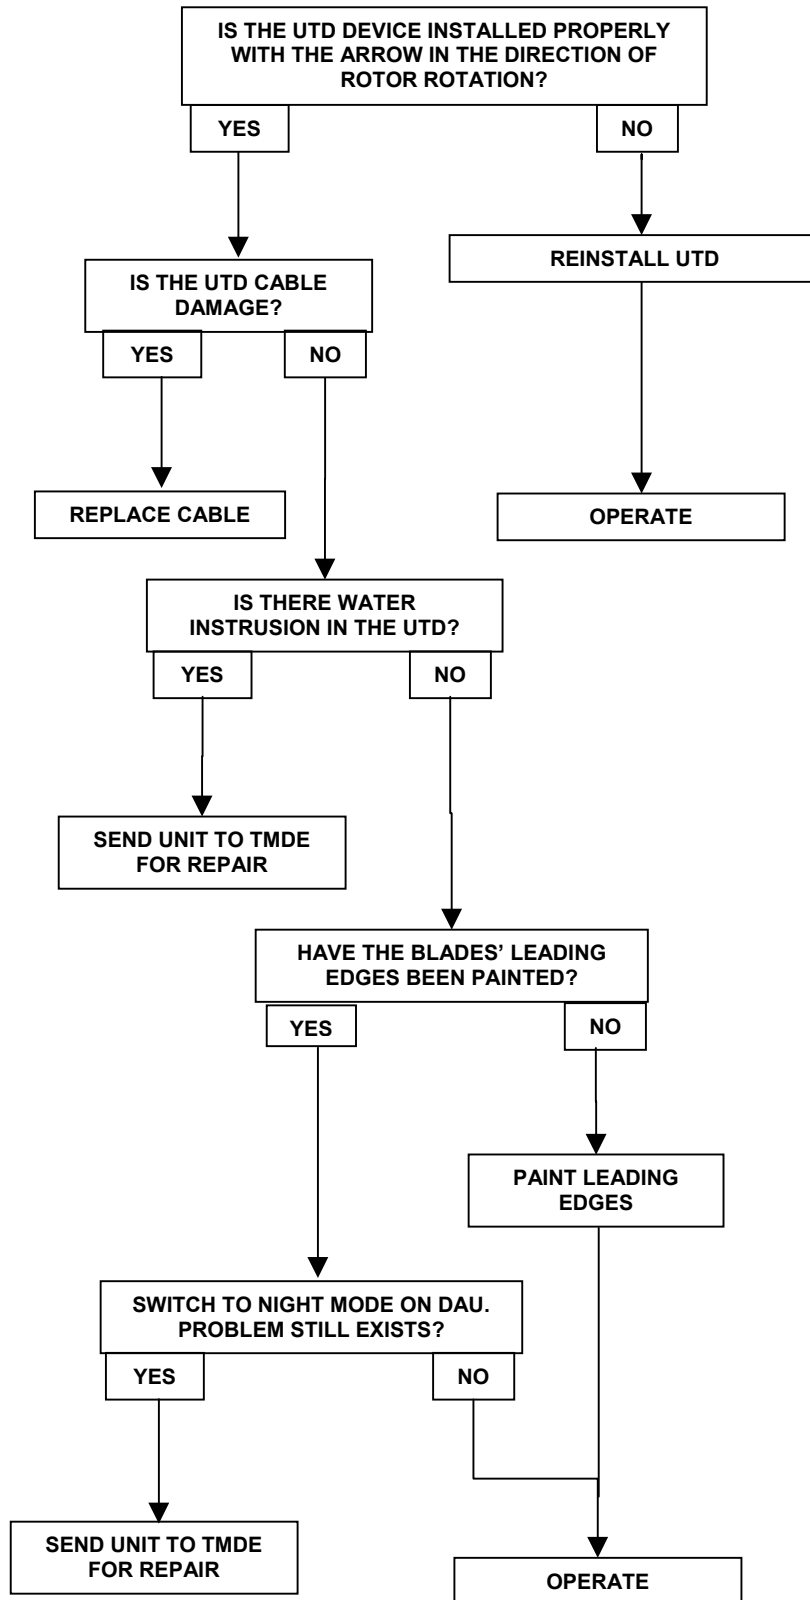 IS THE UTD DEVICE INSTALLED PROPERLY
WITH THE ARROW IN THE DIRECTION OF
ROTOR ROTATION?
YES
NO
REINSTALL UTD
IS THE UTD CABLE
DAMAGE?
YES
NO
REPLACE CABLE
OPERATE
IS THERE WATER
INSTRUSION IN THE UTD?
YES
NO
SEND UNIT TO TMDE
FOR REPAIR
HAVE THE BLADES’ LEADING
EDGES BEEN PAINTED?
YES
NO
PAINT LEADING
EDGES
SWITCH TO NIGHT MODE ON DAU.
PROBLEM STILL EXISTS?
YES
NO
SEND UNIT TO TMDE
FOR REPAIR
OPERATE